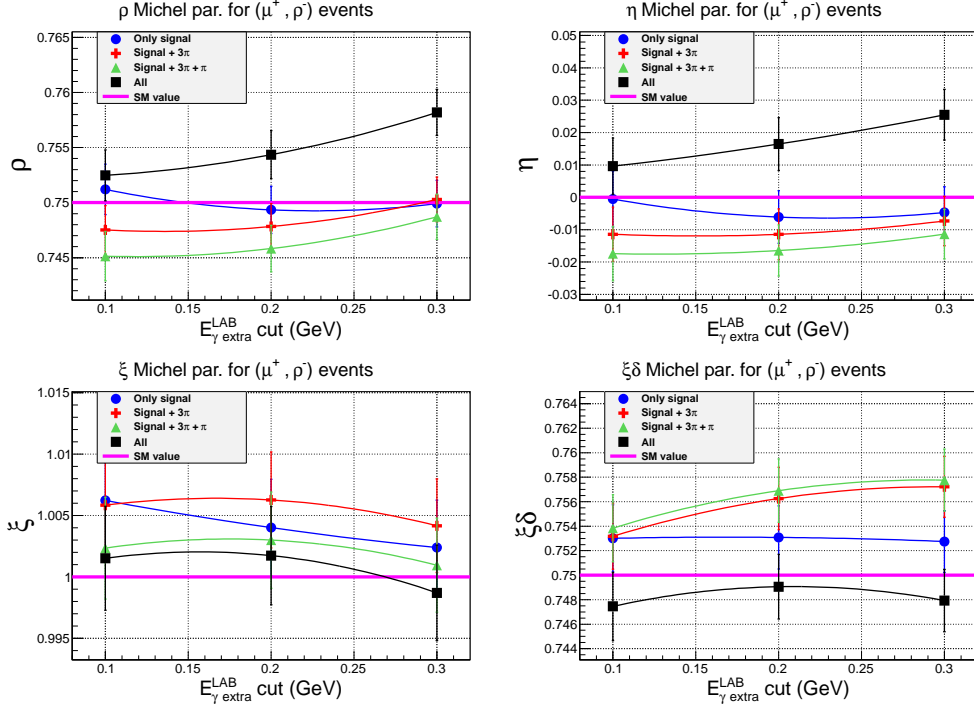 ρ Michel par. for (μ⁺ , ρ⁻) events
0.765
0.76
0.755
0.75
0.745
ρ
Only signal
Signal + 3π
Signal + 3π + π
All
SM value
0.1 0.15 0.2 0.25 0.3
E_γ extra^LAB cut (GeV)
η Michel par. for (μ⁺ , ρ⁻) events
0.05
0.04
0.03
0.02
0.01
0
-0.01
-0.02
-0.03
η
Only signal
Signal + 3π
Signal + 3π + π
All
SM value
0.1 0.15 0.2 0.25 0.3
E_γ extra^LAB cut (GeV)
ξ Michel par. for (μ⁺ , ρ⁻) events
1.015
1.01
1.005
1
0.995
ξ
Only signal
Signal + 3π
Signal + 3π + π
All
SM value
0.1 0.15 0.2 0.25 0.3
E_γ extra^LAB cut (GeV)
ξδ Michel par. for (μ⁺ , ρ⁻) events
0.764
0.762
0.76
0.758
0.756
0.754
0.752
0.75
0.748
0.746
0.744
ξδ
Only signal
Signal + 3π
Signal + 3π + π
All
SM value
0.1 0.15 0.2 0.25 0.3
E_γ extra^LAB cut (GeV)